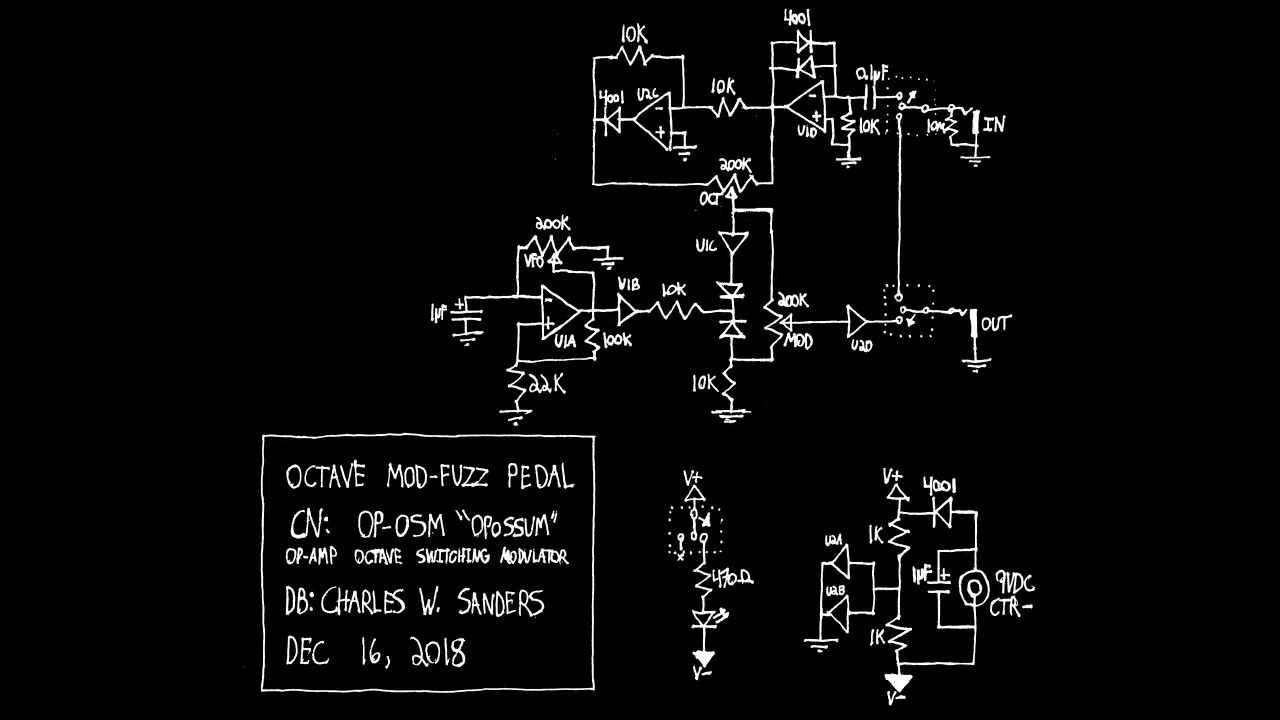 4001
10K
0.1µF
4001
U2C
10K
U1D
10K
10M
IN
200K
OCT
200K
VFO
U1C
U1B
10K
200K
1µF
U1A
100K
MOD
U2D
OUT
22K
10K
OCTAVE MOD-FUZZ PEDAL
CN: OP-OSM "OPOSSUM"
OP-AMP OCTAVE SWITCHING MODULATOR
DB: CHARLES W. SANDERS
DEC 16, 2018
V+
X
470Ω
V-
V+
4001
1K
U2A
U2B
1µF
9VDC
CTR-
1K
V-